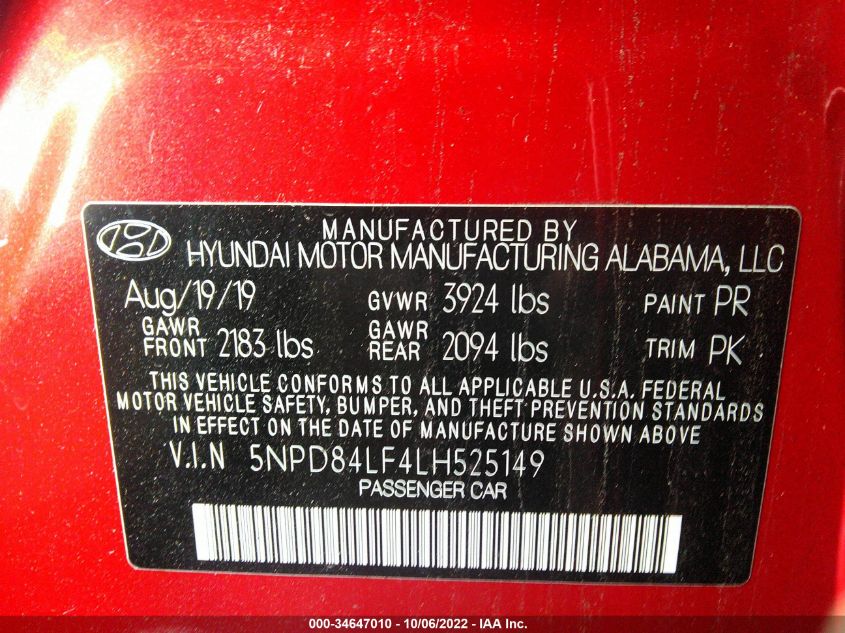 MANUFACTURED BY
HYUNDAI MOTOR MANUFACTURING ALABAMA, LLC
Aug/19/19 GVWR 3924 lbs PAINT PR
GAWR FRONT 2183 lbs GAWR REAR 2094 lbs TRIM PK
THIS VEHICLE CONFORMS TO ALL APPLICABLE U.S.A. FEDERAL
MOTOR VEHICLE SAFETY, BUMPER, AND THEFT PREVENTION STANDARDS
IN EFFECT ON THE DATE OF MANUFACTURE SHOWN ABOVE
V.I.N 5NPD84LF4LH525149
PASSENGER CAR
000-34647010 - 10/06/2022 - IAA Inc.